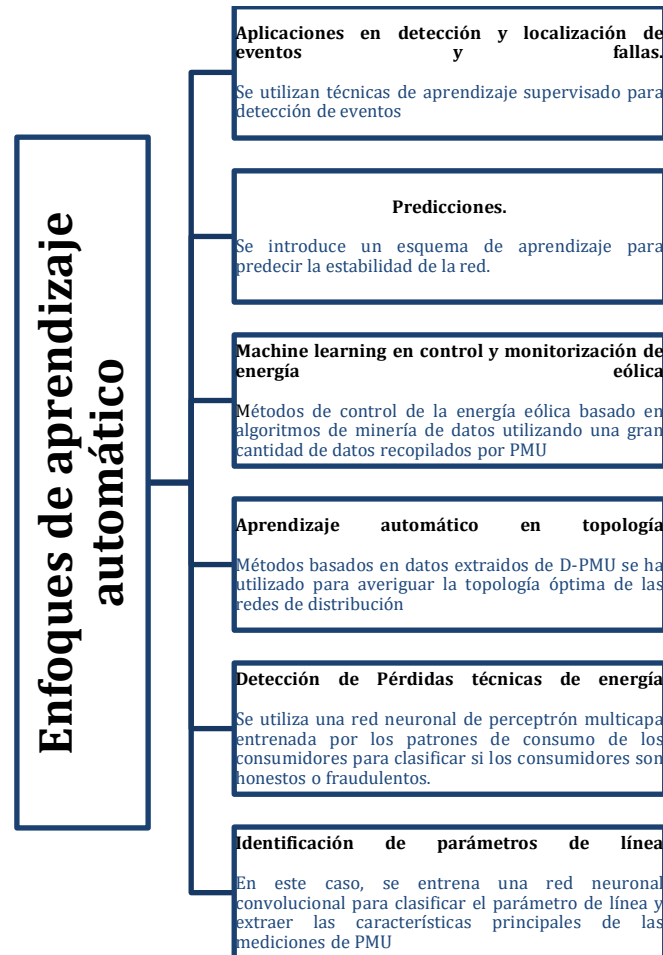 Enfoques de aprendizaje
automático
Aplicaciones en detección y localización de
eventos y fallas.
Se utilizan técnicas de aprendizaje supervisado para
detección de eventos
Predicciones.
Se introduce un esquema de aprendizaje para
predecir la estabilidad de la red.
Machine learning en control y monitorización de
energía eólica
Métodos de control de la energía eólica basado en
algoritmos de minería de datos utilizando una gran
cantidad de datos recopilados por PMU
Aprendizaje automático en topología
Métodos basados en datos extraidos de D-PMU se ha
utilizado para averiguar la topología óptima de las
redes de distribución
Detección de Pérdidas técnicas de energía
Se utiliza una red neuronal de perceptrón multicapa
entrenada por los patrones de consumo de los
consumidores para clasificar si los consumidores son
honestos o fraudulentos.
Identificación de parámetros de línea
En este caso, se entrena una red neuronal
convolucional para clasificar el parámetro de línea y
extraer las características principales de las
mediciones de PMU